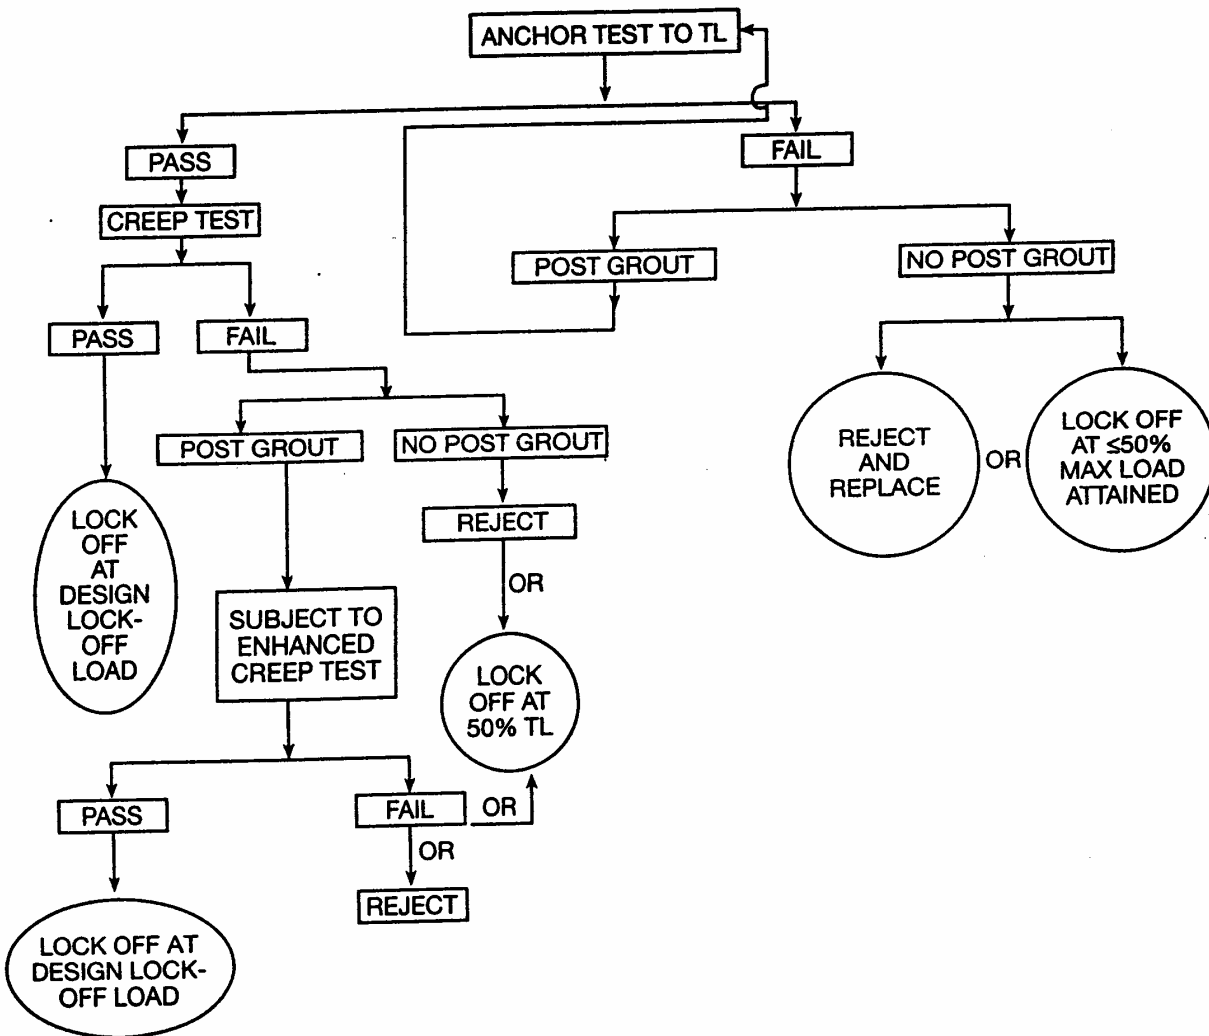 ANCHOR TEST TO TL
PASS
FAIL
CREEP TEST
POST GROUT
NO POST GROUT
PASS
FAIL
REJECT
AND
REPLACE
OR
LOCK OFF
AT ≤50%
MAX LOAD
ATTAINED
POST GROUT
NO POST GROUT
LOCK
OFF
AT
DESIGN
LOCK-
OFF
LOAD
REJECT
OR
SUBJECT TO
ENHANCED
CREEP TEST
LOCK
OFF AT
50% TL
PASS
FAIL
OR
OR
REJECT
LOCK OFF AT
DESIGN LOCK-
OFF LOAD